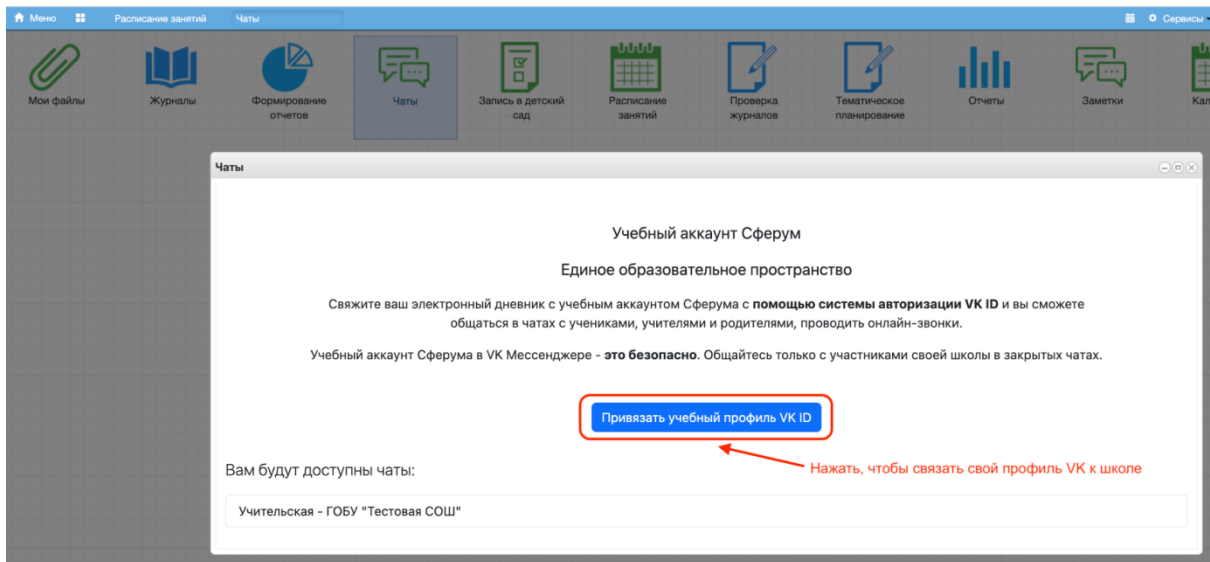 Меню
Расписание занятий
Чаты
Сервисы
Мои файлы
Журналы
Формирование
отчетов
Чаты
Запись в детский
сад
Расписание
занятий
Проверка
журналов
Тематическое
планирование
Отчеты
Заметки
Чаты
Учебный аккаунт Сферум
Единое образовательное пространство
Свяжите ваш электронный дневник с учебным аккаунтом Сферума с помощью системы авторизации VK ID и вы сможете
общаться в чатах с учениками, учителями и родителями, проводить онлайн-звонки.
Учебный аккаунт Сферума в VK Мессенджере - это безопасно. Общайтесь только с участниками своей школы в закрытых чатах.
Привязать учебный профиль VK ID
Нажать, чтобы связать свой профиль VK к школе
Вам будут доступны чаты:
Учительская - ГОБУ "Тестовая СОШ"